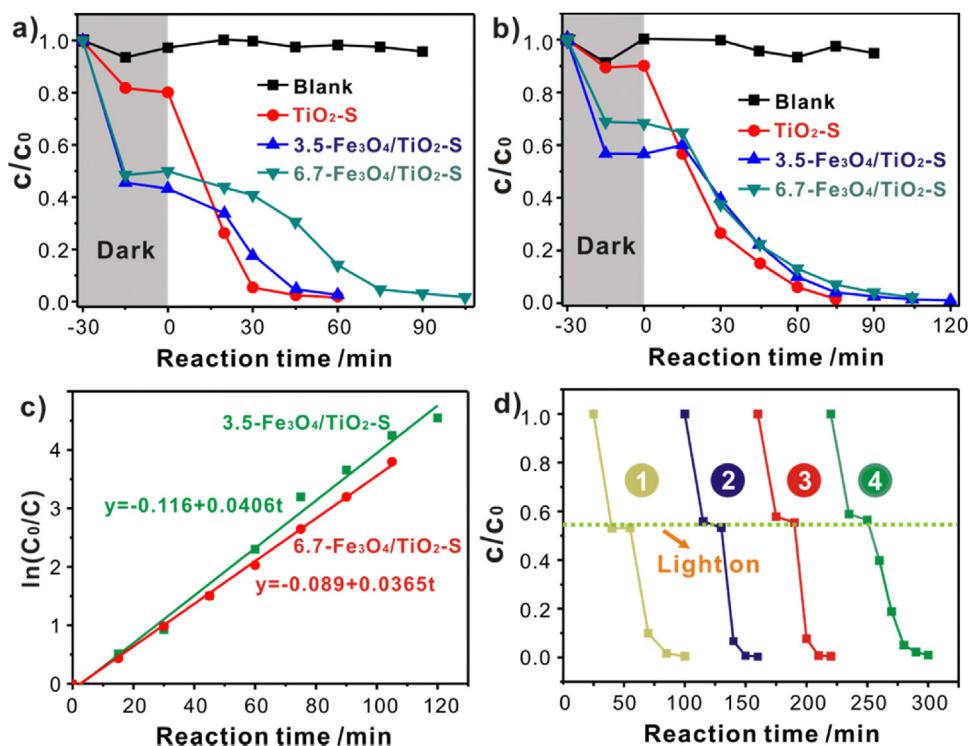 a)
1.0
0.8
0.6
0.4
0.2
0.0
c/c₀
Blank
TiO₂-S
3.5-Fe₃O₄/TiO₂-S
6.7-Fe₃O₄/TiO₂-S
Dark
-30 0 30 60 90
Reaction time /min
b)
1.0
0.8
0.6
0.4
0.2
0.0
c/c₀
Blank
TiO₂-S
3.5-Fe₃O₄/TiO₂-S
6.7-Fe₃O₄/TiO₂-S
Dark
-30 0 30 60 90 120
Reaction time /min
c)
4
3
2
1
0
ln(C₀/C)
3.5-Fe₃O₄/TiO₂-S
y=-0.116+0.0406t
6.7-Fe₃O₄/TiO₂-S
y=-0.089+0.0365t
0 20 40 60 80 100 120
Reaction time /min
d)
1.0
0.8
0.6
0.4
0.2
0.0
c/c₀
1 2 3 4
Light on
0 50 100 150 200 250 300
Reaction time /min